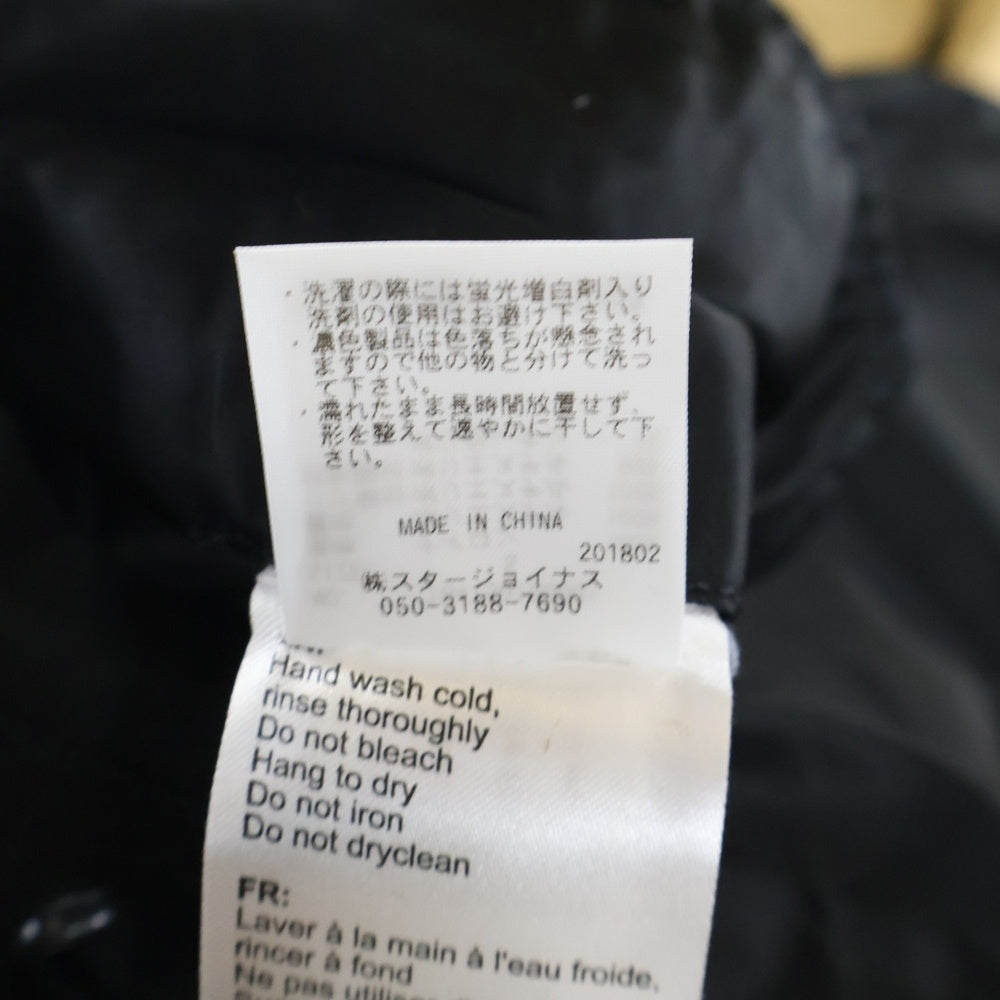 ・洗濯の際には蛍光増白剤入り
洗剤の使用はお避け下さい。
・濃色製品は色落ちが懸念され
ますので他の物と分けて洗っ
て下さい。
・濡れたまま長時間放置せず、
形を整えて速やかに干して下
さい。
MADE IN CHINA
201802
㈱スタージョイナス
050-3188-7690
Hand wash cold,
rinse thoroughly
Do not bleach
Hang to dry
Do not iron
Do not dryclean
FR:
Laver à la main à l'eau froide,
rincer à fond
Ne pas